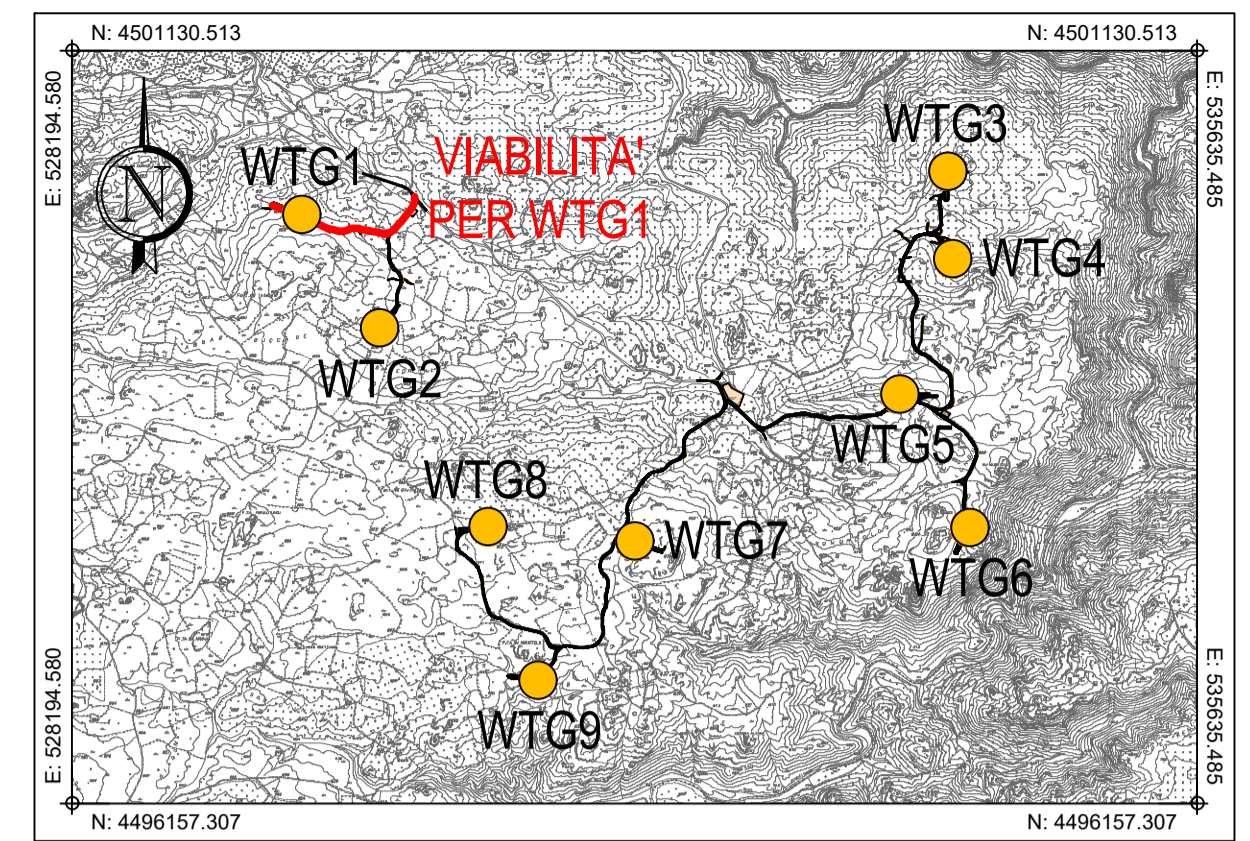 N: 4501130.513
N: 4501130.513
E: 528194.580
E: 535635.485
WTG3
VIABILITA'
WTG1
PER WTG1
N
WTG4
WTG2
WTG5
WTG8
WTG7
WTG6
WTG9
E: 528194.580
E: 535635.485
N: 4496157.307
N: 4496157.307